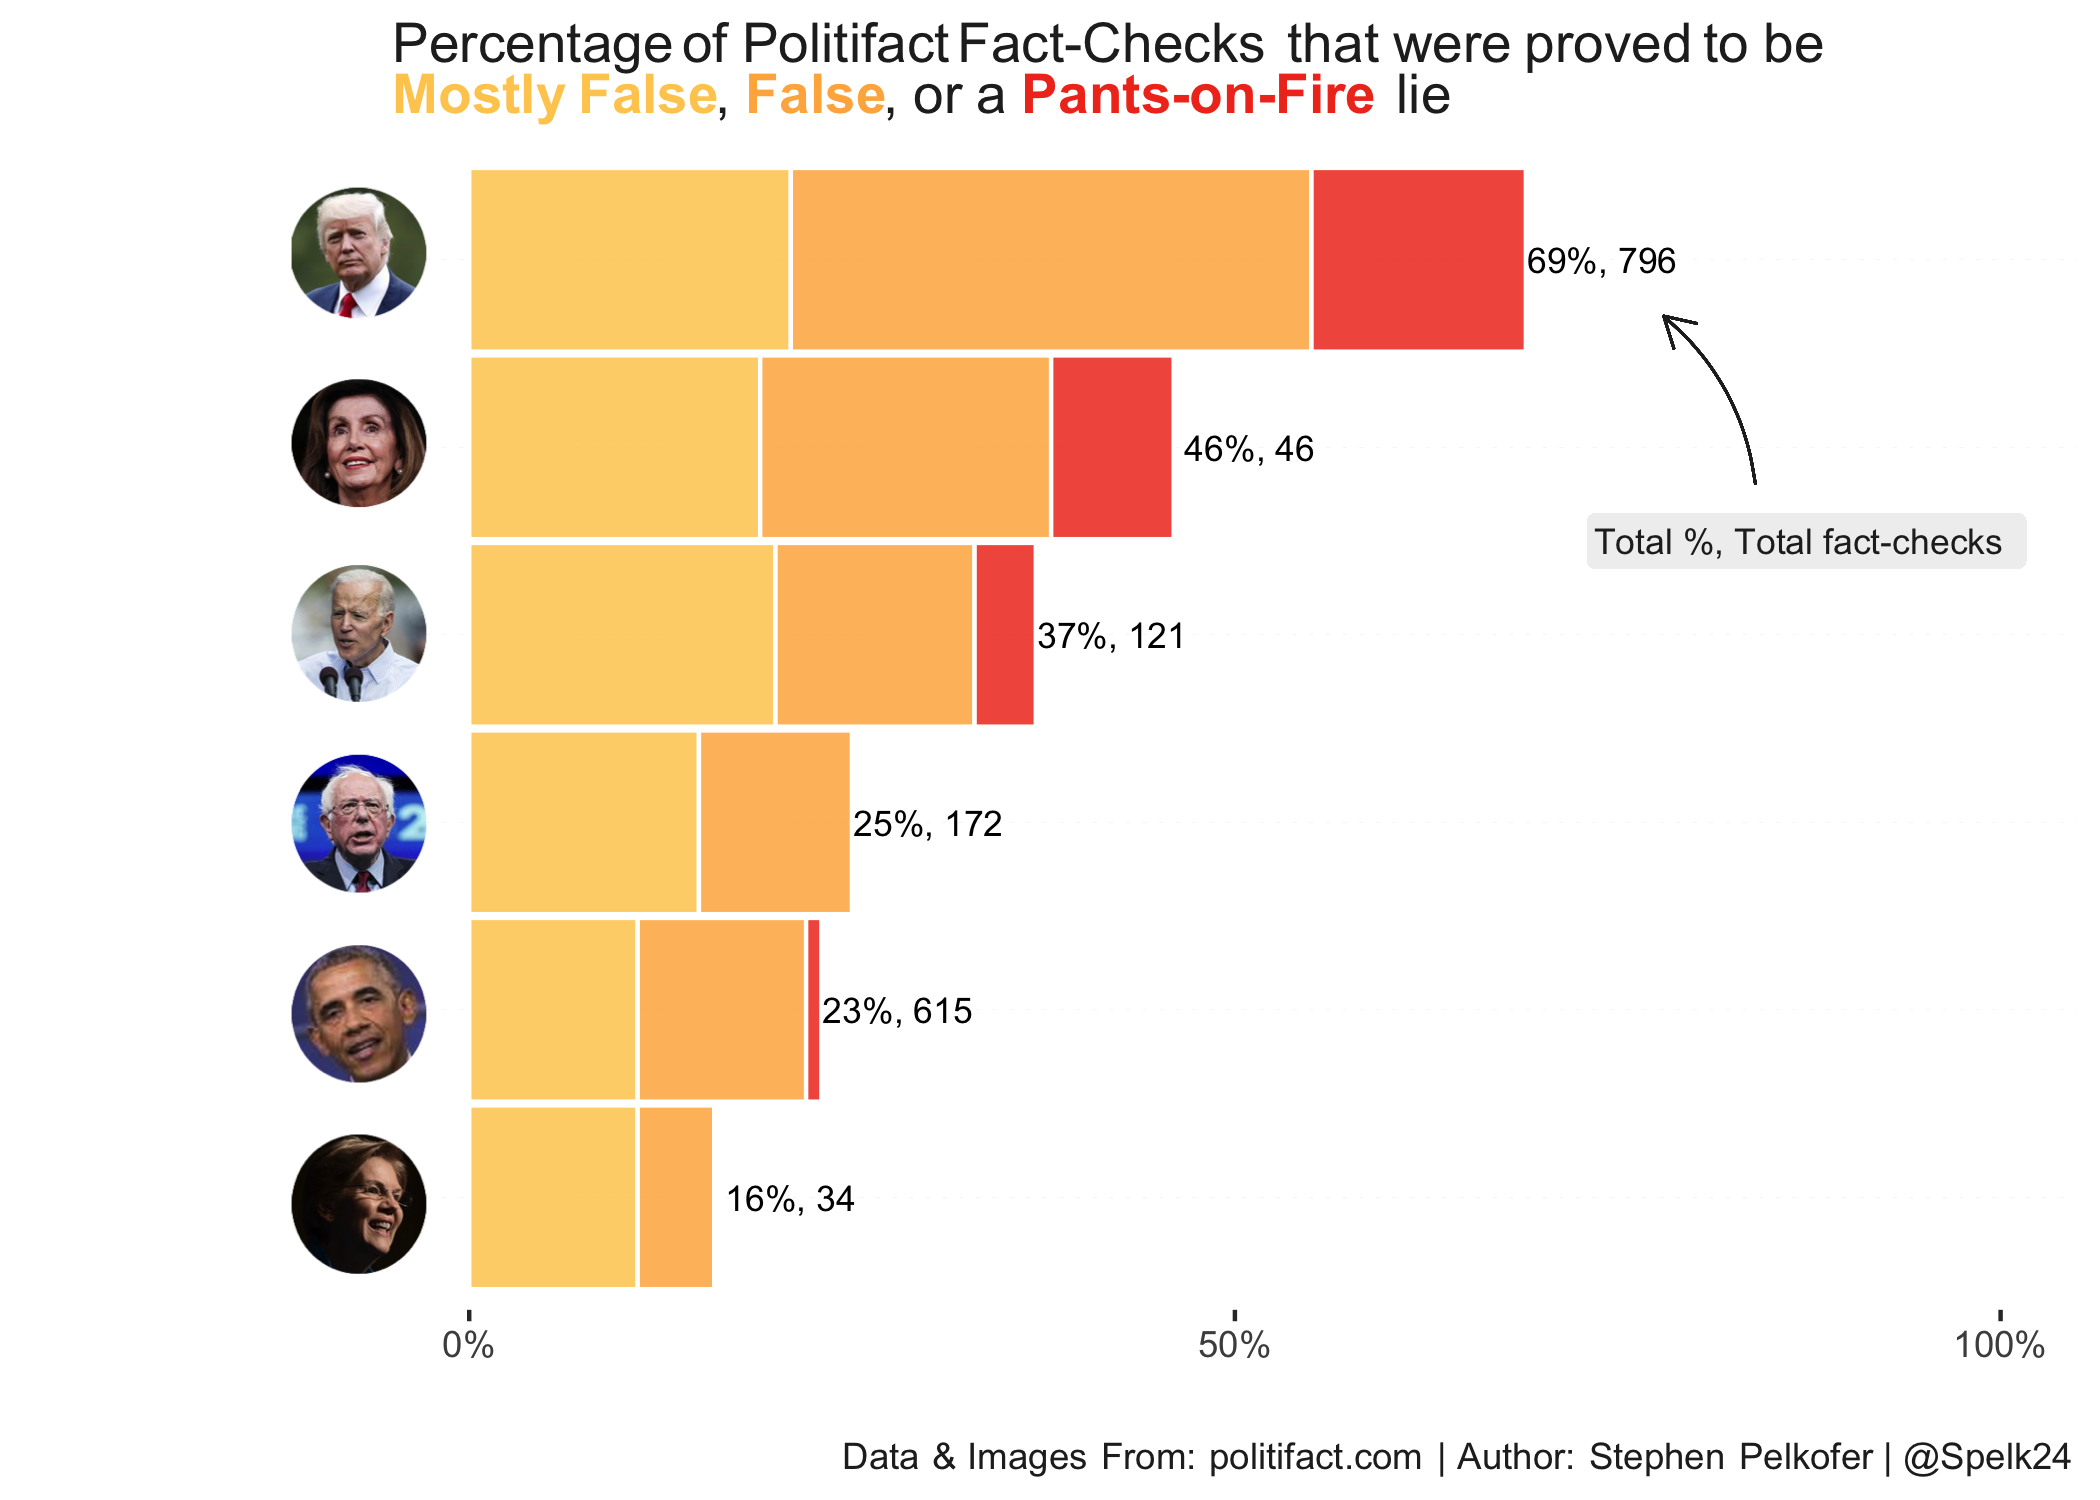 Percentage of Politifact Fact-Checks that were proved to be
Mostly False, False, or a Pants-on-Fire lie
69%, 796
46%, 46
Total %, Total fact-checks
37%, 121
25%, 172
2
23%, 615
16%, 34
0% 50% 100%
Data & Images From: politifact.com | Author: Stephen Pelkofer | @Spelk24